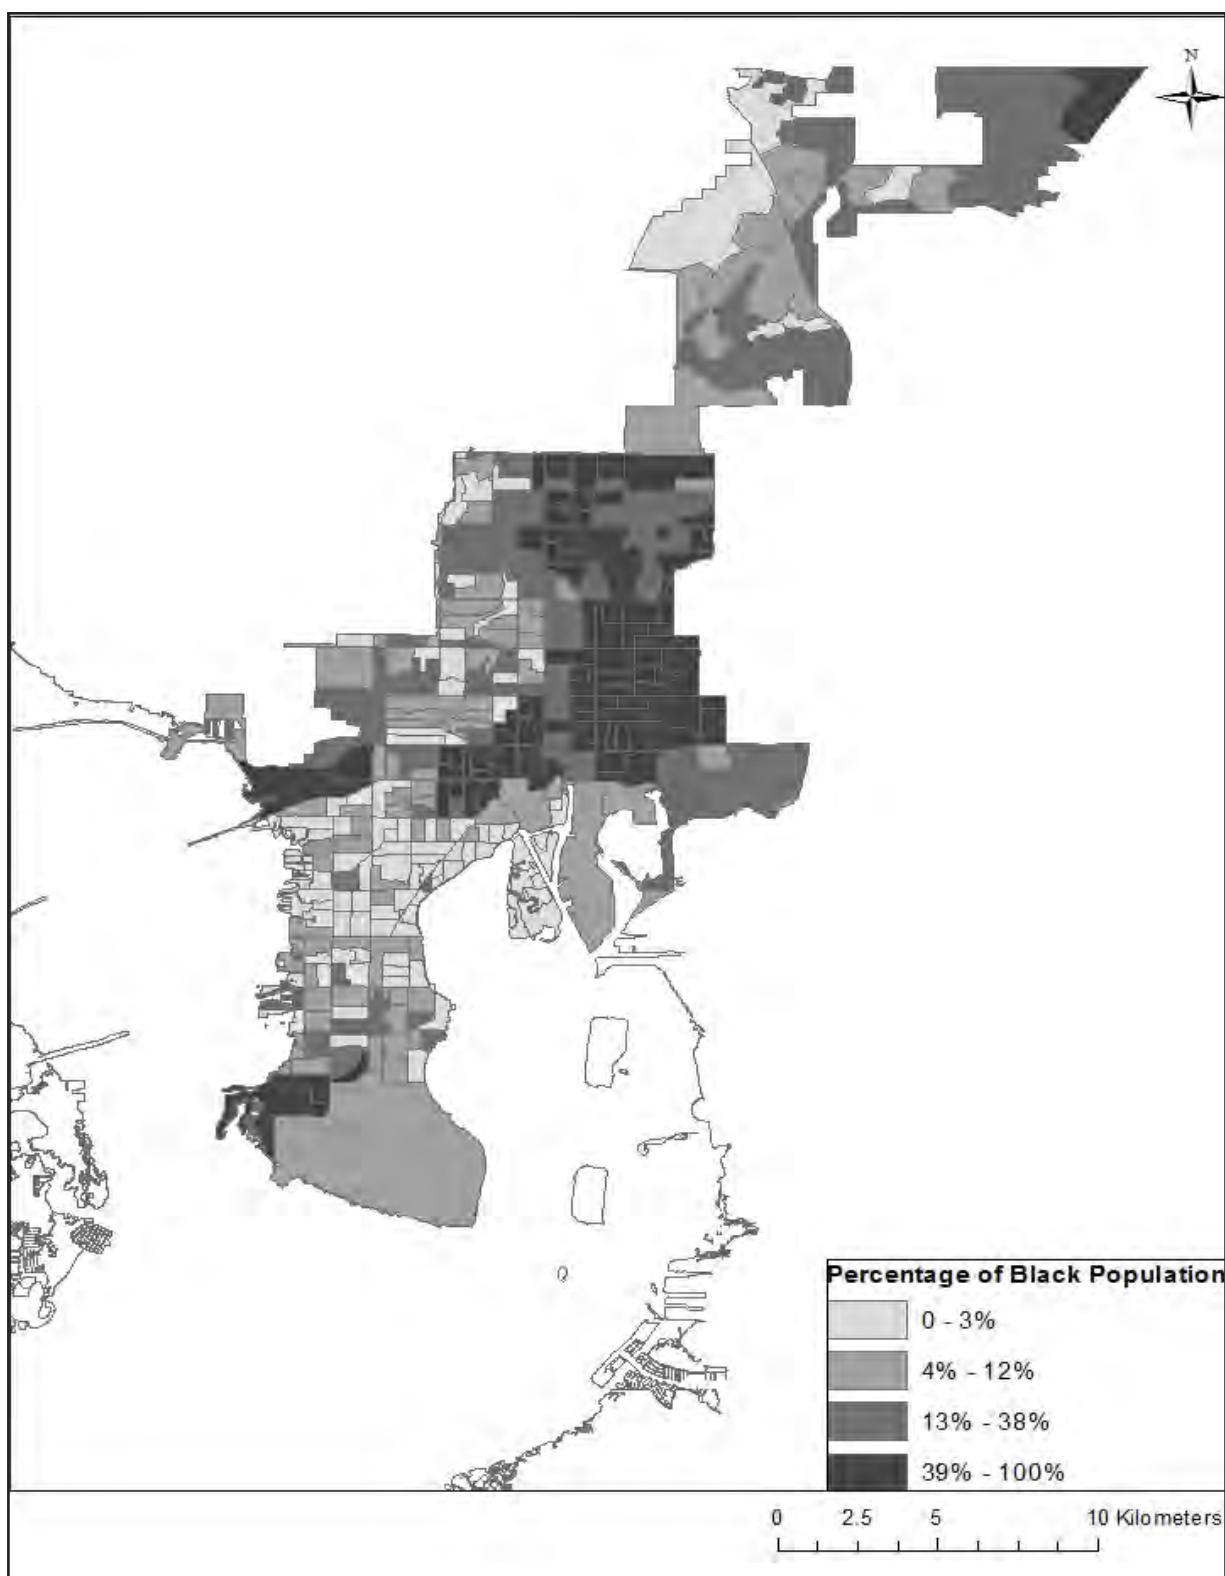 N
Percentage of Black Population
0 - 3%
4% - 12%
13% - 38%
39% - 100%
0 2.5 5 10 Kilometers